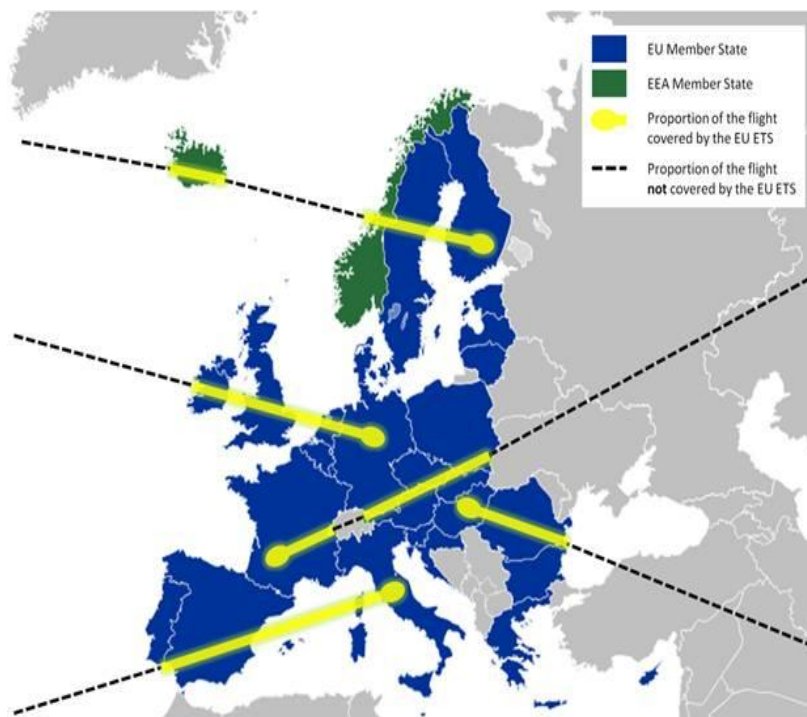 EU Member State
EEA Member State
Proportion of the flight
covered by the EU ETS
Proportion of the flight
not covered by the EU ETS